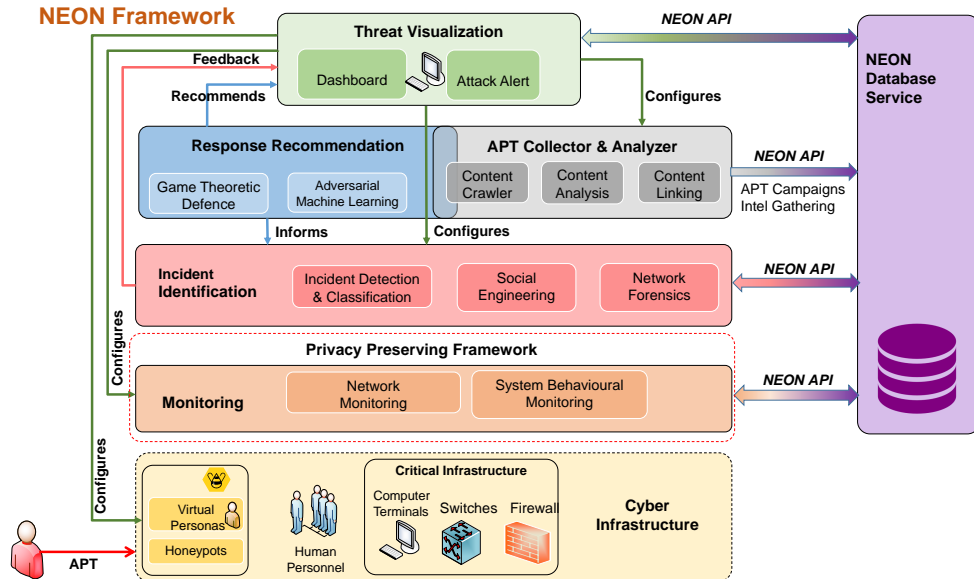 NEON Framework
Threat Visualization
Dashboard
Attack Alert
NEON API
NEON
Database
Service
Feedback
Recommends
Configures
Response Recommendation
Game Theoretic
Defence
Adversarial
Machine Learning
APT Collector & Analyzer
Content
Crawler
Content
Analysis
Content
Linking
NEON API
APT Campaigns
Intel Gathering
Informs
Configures
Incident
Identification
Incident Detection
& Classification
Social
Engineering
Network
Forensics
NEON API
Configures
Privacy Preserving Framework
Monitoring
Network
Monitoring
System Behavioural
Monitoring
NEON API
Configures
Virtual
Personas
Honeypots
Human
Personnel
Critical Infrastructure
Computer
Terminals
Switches
Firewall
Cyber
Infrastructure
APT